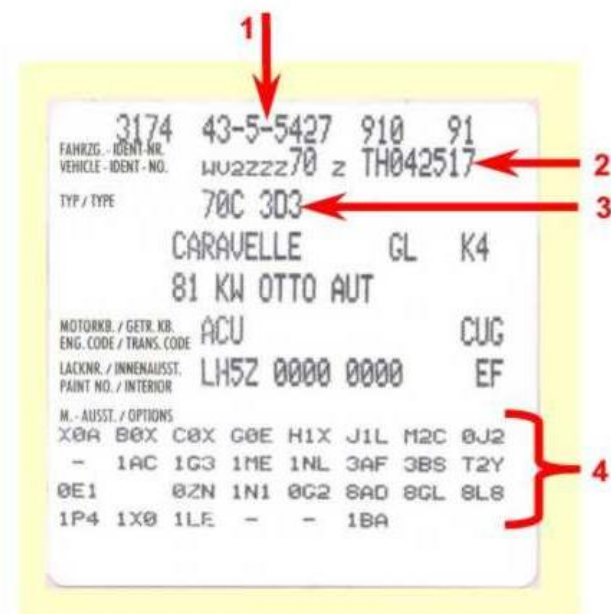 1
3174 43-5-5427 910 91
FAHRZG. - IDENT-NR.
VEHICLE - IDENT - NO. WV2ZZZ70 Z TH042517 2
TYP / TYPE 70C 3D3 3
CARAVELLE GL K4
81 KW OTTO AUT
MOTORKB. / GETR. KB.
ENG. CODE / TRANS. CODE ACU CUG
LACKNR. / INNENAUSST.
PAINT NO. / INTERIOR LH5Z 0000 0000 EF
M. - AUSST. / OPTIONS
X0A B0X C0X G0E H1X J1L M2C 0J2
- 1AC 1G3 1ME 1NL 3AF 3BS T2Y
4
0E1 0ZN 1N1 0G2 8AD 8GL 8L8
1P4 1X0 1LE - - 1BA